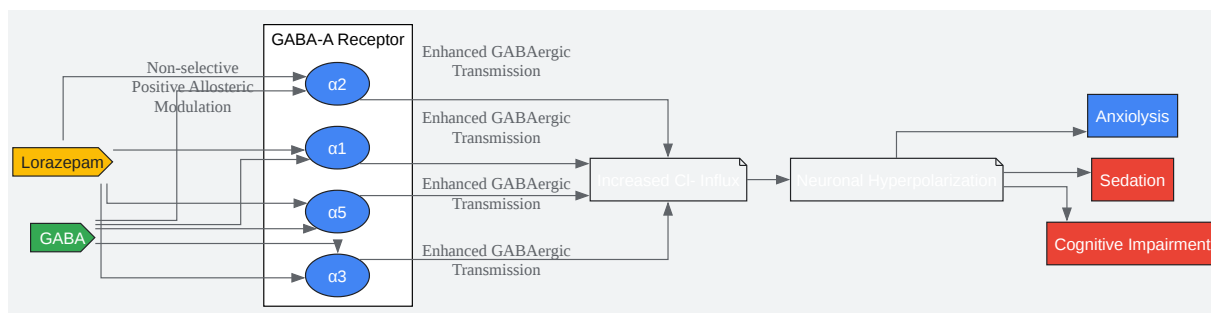 GABA-A Receptor
Non-selective
Positive Allosteric
Modulation
Enhanced GABAergic
Transmission
Enhanced GABAergic
Transmission
Enhanced GABAergic
Transmission
Enhanced GABAergic
Transmission
α2
α1
α5
α3
Lorazepam
GABA
Increased Cl- Influx
Neuronal Hyperpolarization
Anxiolysis
Sedation
Cognitive Impairment